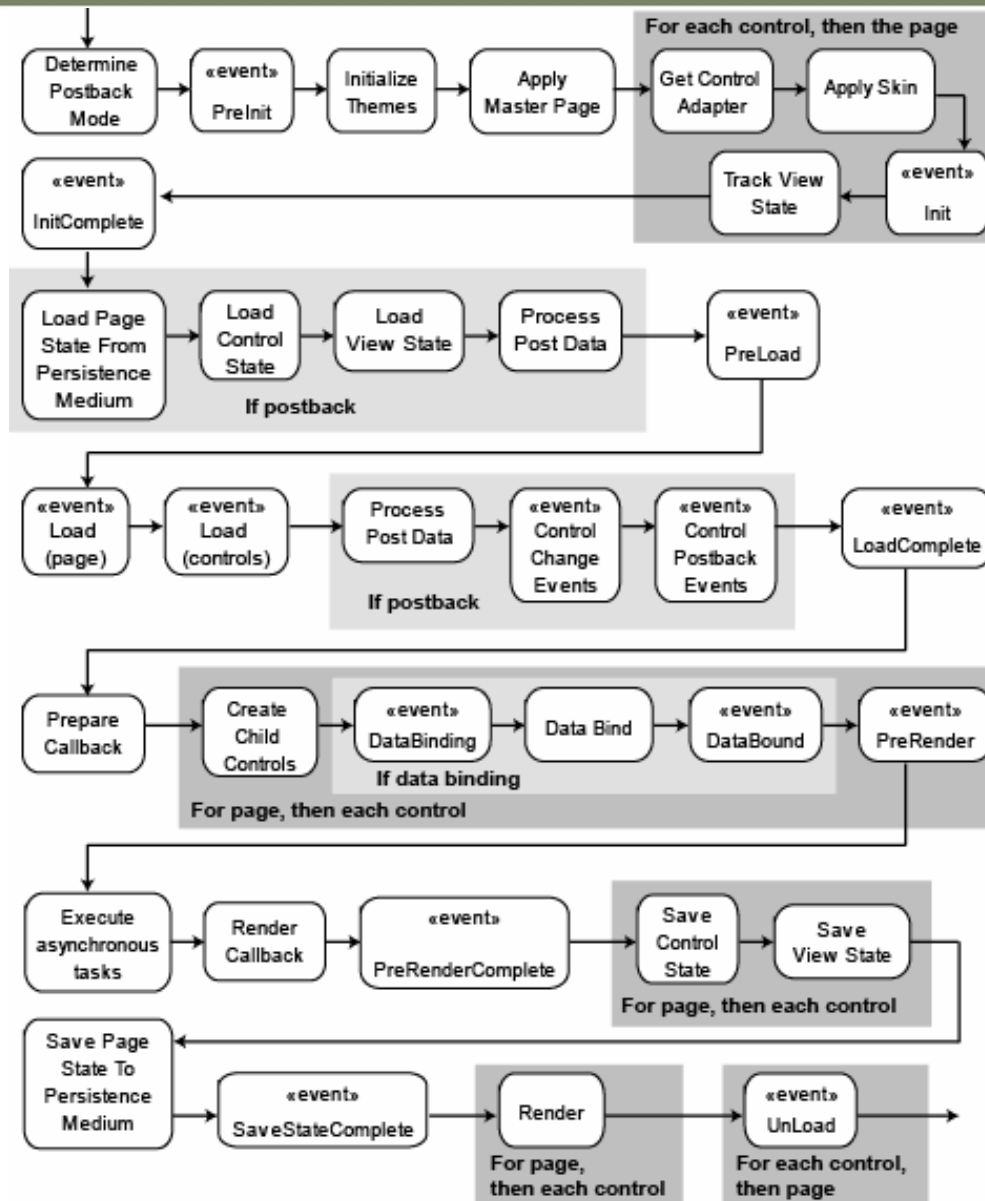 For each control, then the page
Determine
Postback
Mode
«event»
PreInit
Initialize
Themes
Apply
Master Page
Get Control
Adapter
Apply Skin
«event»
InitComplete
Track View
State
«event»
Init
Load Page
State From
Persistence
Medium
Load
Control
State
Load
View State
Process
Post Data
If postback
«event»
PreLoad
«event»
Load
(page)
«event»
Load
(controls)
Process
Post Data
«event»
Control
Change
Events
«event»
Control
Postback
Events
If postback
«event»
LoadComplete
Prepare
Callback
Create
Child
Controls
«event»
DataBinding
Data Bind
«event»
DataBound
If data binding
«event»
PreRender
For page, then each control
Execute
asynchronous
tasks
Render
Callback
«event»
PreRenderComplete
Save
Control
State
Save
View State
For page, then each control
Save Page
State To
Persistence
Medium
«event»
SaveStateComplete
Render
For page,
then each control
«event»
UnLoad
For each control,
then page